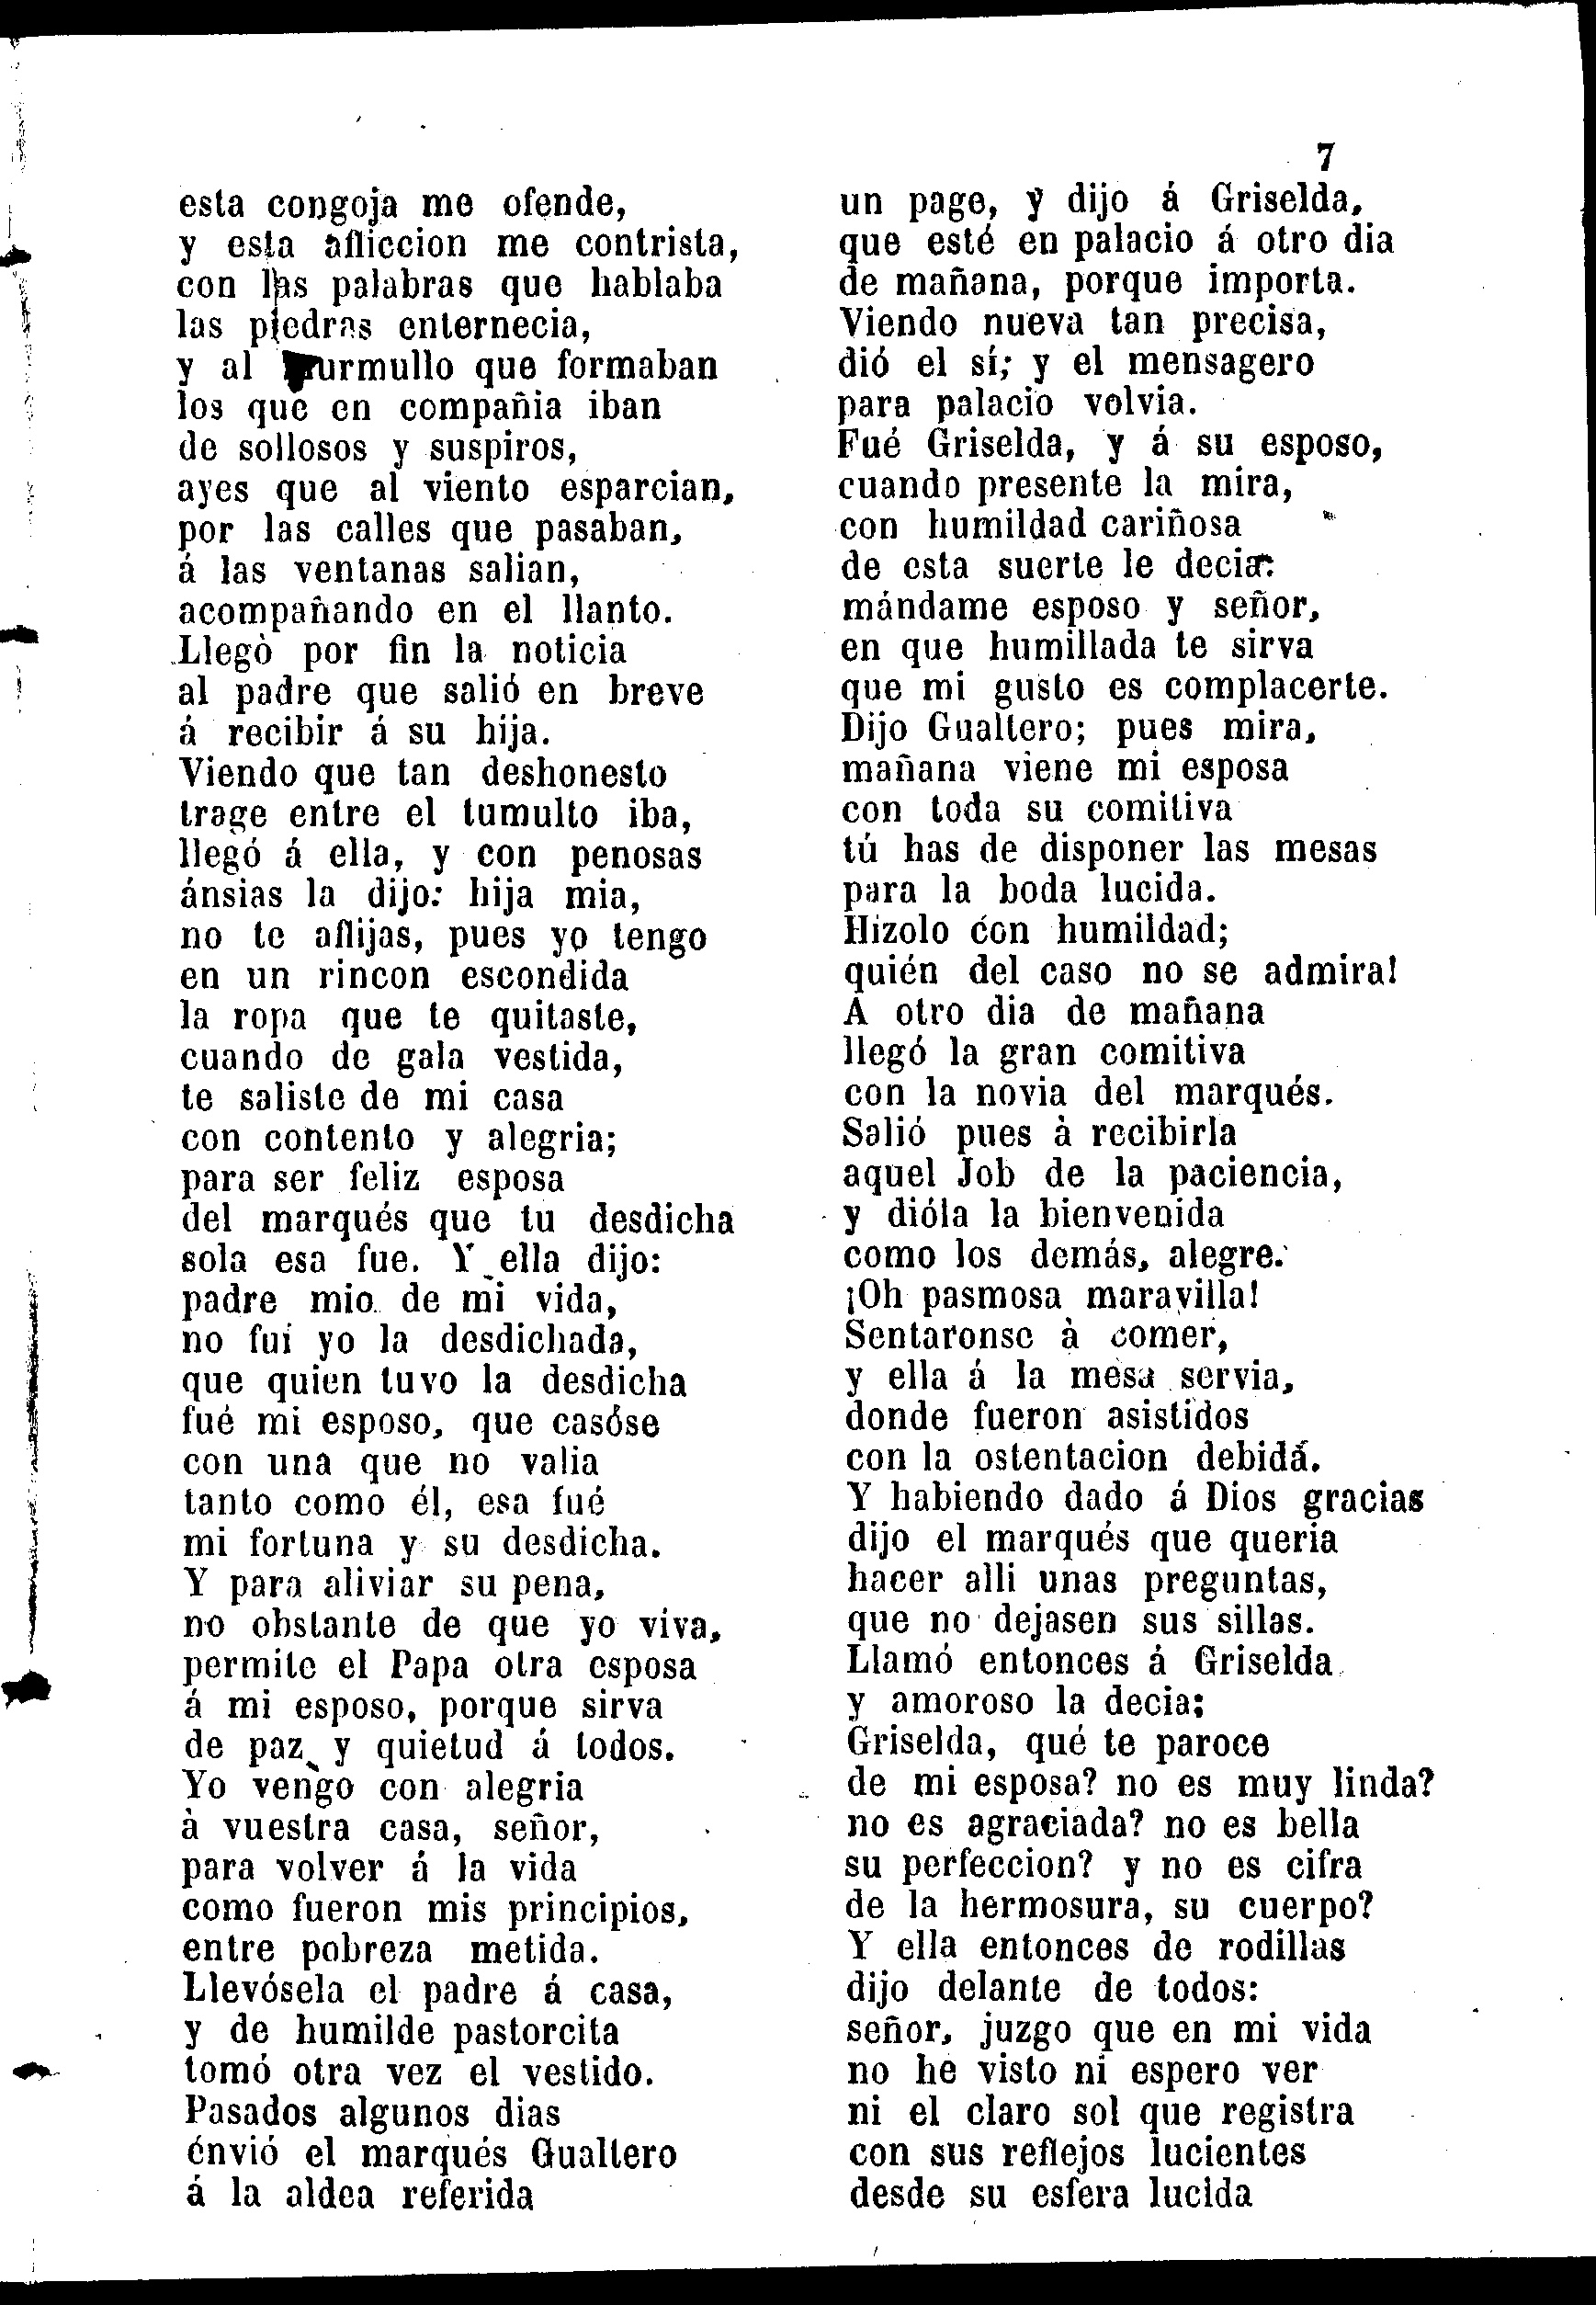 7
esta congoja me ofende,
y esta afliccion me contrista,
con las palabras que hablaba
las piedras enternecia,
y al murmullo que formaban
los que en compañia iban
de sollosos y suspiros,
ayes que al viento esparcian,
por las calles que pasaban,
á las ventanas salian,
acompañando en el llanto.
Llegò por fin la noticia
al padre que salió en breve
á recibir á su hija.
Viendo que tan deshonesto
trage entre el tumulto iba,
llegó á ella, y con penosas
ánsias la dijo: hija mia,
no te aflijas, pues yo tengo
en un rincon escondida
la ropa que te quitaste,
cuando de gala vestida,
te saliste de mi casa
con contento y alegria;
para ser feliz esposa
del marqués que tu desdicha
sola esa fue. Y ella dijo:
padre mio de mi vida,
no fui yo la desdichada,
que quien tuvo la desdicha
fué mi esposo, que casóse
con una que no valia
tanto como él, esa fué
mi fortuna y su desdicha.
Y para aliviar su pena,
no obstante de que yo viva,
permite el Papa otra esposa
á mi esposo, porque sirva
de paz y quietud á todos.
Yo vengo con alegria
à vuestra casa, señor,
para volver á la vida
como fueron mis principios,
entre pobreza metida.
Llevósela el padre á casa,
y de humilde pastorcita
tomó otra vez el vestido.
Pasados algunos dias
énvió el marqués Gualtero
á la aldea referida
un page, y dijo á Griselda,
que esté en palacio á otro dia
de mañana, porque importa.
Viendo nueva tan precisa,
dió el sí; y el mensagero
para palacio volvia.
Fué Griselda, y á su esposo,
cuando presente la mira,
con humildad cariñosa
de esta suerte le decia:
mándame esposo y señor,
en que humillada te sirva
que mi gusto es complacerte.
Dijo Gualtero; pues mira,
mañana viene mi esposa
con toda su comitiva
tú has de disponer las mesas
para la boda lucida.
Hizolo con humildad;
quién del caso no se admira!
A otro dia de mañana
llegó la gran comitiva
con la novia del marqués.
Salió pues à recibirla
aquel Job de la paciencia,
y dióla la bienvenida
como los demás, alegre.
¡Oh pasmosa maravilla!
Sentaronse à comer,
y ella á la mesa servia,
donde fueron asistidos
con la ostentacion debidá.
Y habiendo dado á Dios gracias
dijo el marqués que queria
hacer alli unas preguntas,
que no dejasen sus sillas.
Llamó entonces á Griselda
y amoroso la decia:
Griselda, qué te paroce
de mi esposa? no es muy linda?
no es agraciada? no es bella
su perfeccion? y no es cifra
de la hermosura, su cuerpo?
Y ella entonces de rodillas
dijo delante de todos:
señor, juzgo que en mi vida
no he visto ni espero ver
ni el claro sol que registra
con sus reflejos lucientes
desde su esfera lucida